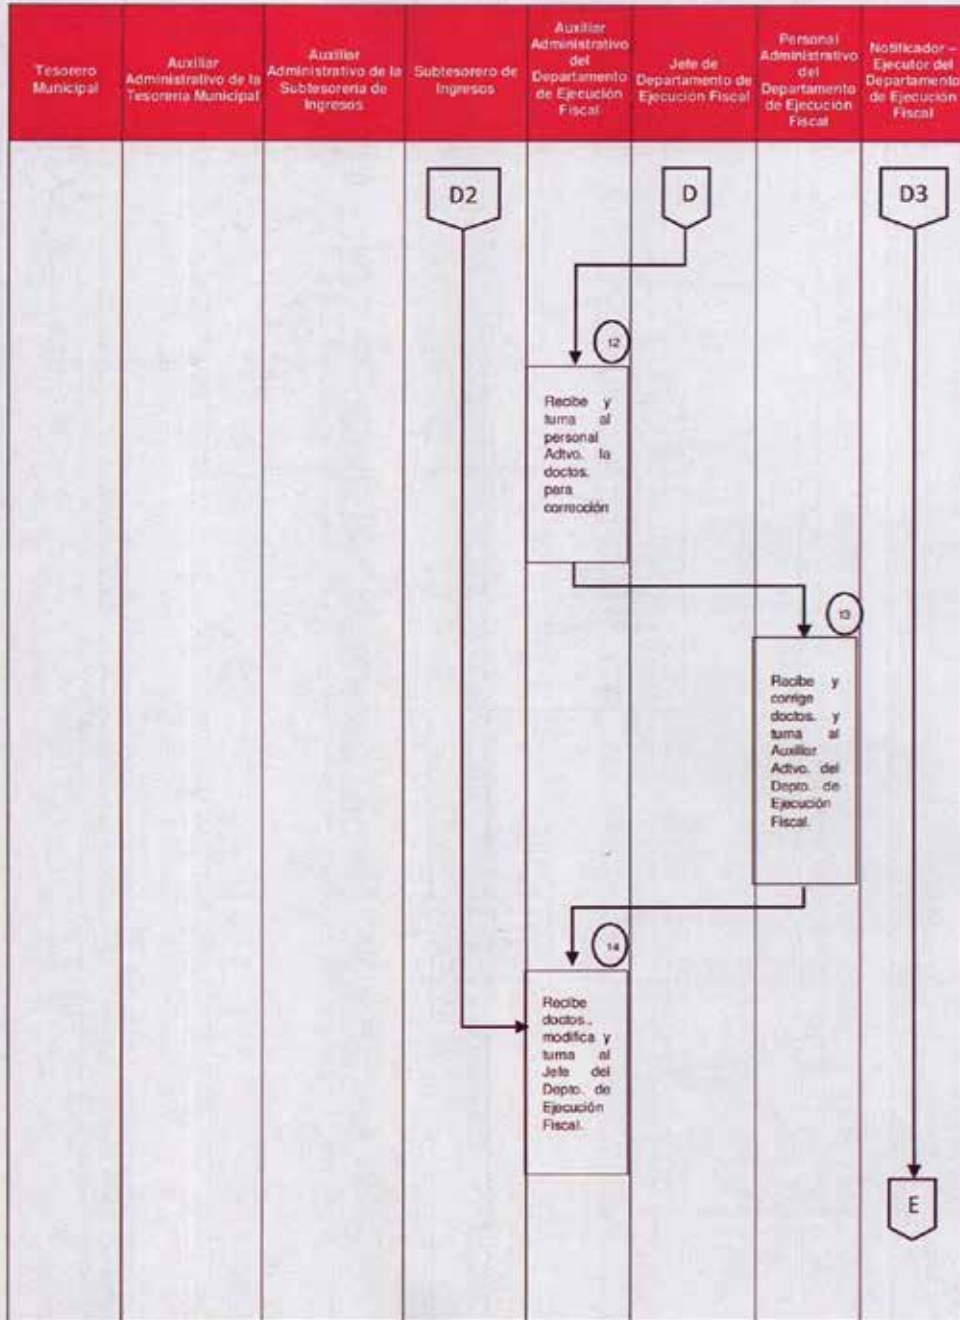 Tesorero
Municipal
Auxiliar
Administrativo de la
Tesorería Municipal
Auxiliar
Administrativo de la
Subtesorería de
Ingresos
Subtesorero de
Ingresos
Auxiliar
Administrativo
del
Departamento
de Ejecución
Fiscal
Jefe de
Departamento de
Ejecución Fiscal
Personal
Administrativo
del
Departamento
de Ejecución
Fiscal
Notificador –
Ejecutor del
Departamento
de Ejecución
Fiscal
D2
D
D3
12
Recibe y
turna al
personal
Adtvo. la
doctos.
para
corrección
13
Recibe y
corrige
doctos. y
turna al
Auxiliar
Adtvo. del
Depto. de
Ejecución
Fiscal.
14
Recibe
doctos.,
modifica y
turna al
Jefe del
Depto. de
Ejecución
Fiscal.
E